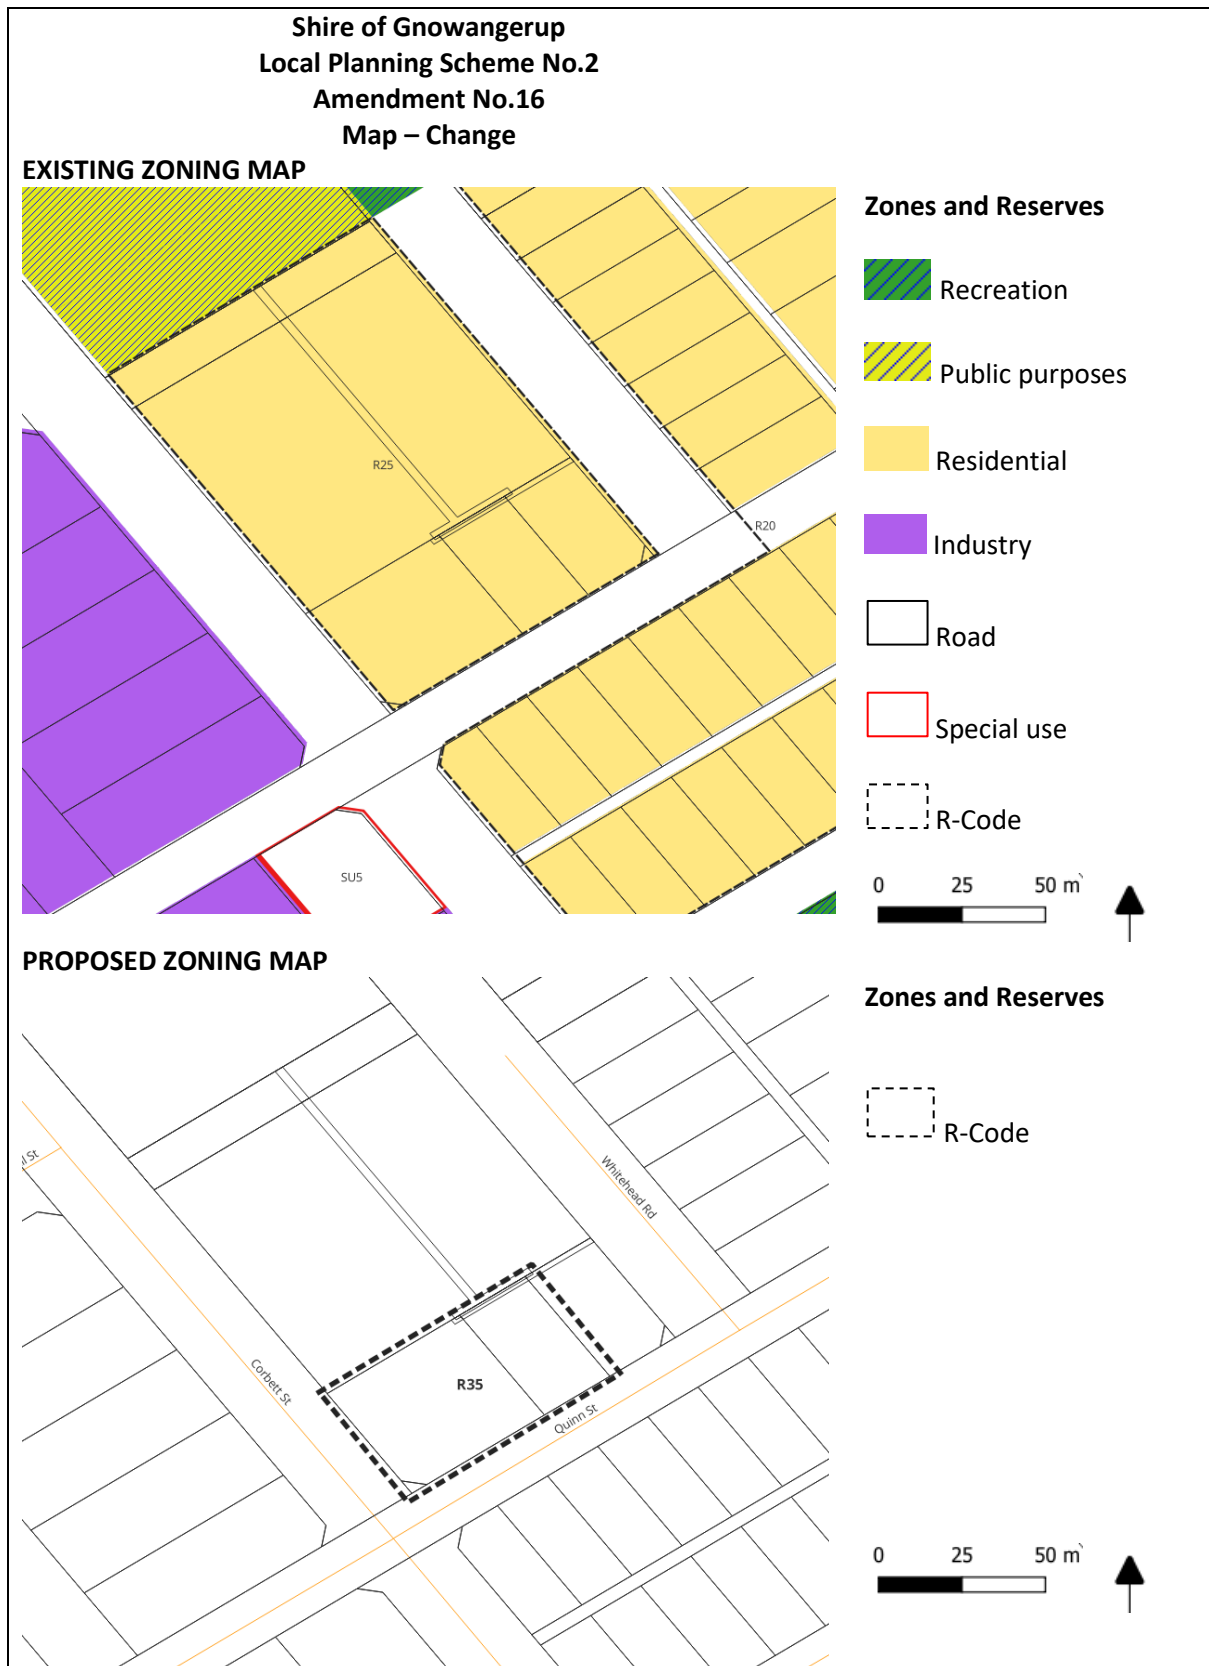 Shire of Gnowangerup
Local Planning Scheme No.2
Amendment No.16
Map – Change
EXISTING ZONING MAP
R25
R20
SU5
Zones and Reserves
Recreation
Public purposes
Residential
Industry
Road
Special use
R-Code
0 25 50 m
PROPOSED ZONING MAP
St
Whitehead Rd
Corbett St
R35
Quinn St
Zones and Reserves
R-Code
0 25 50 m